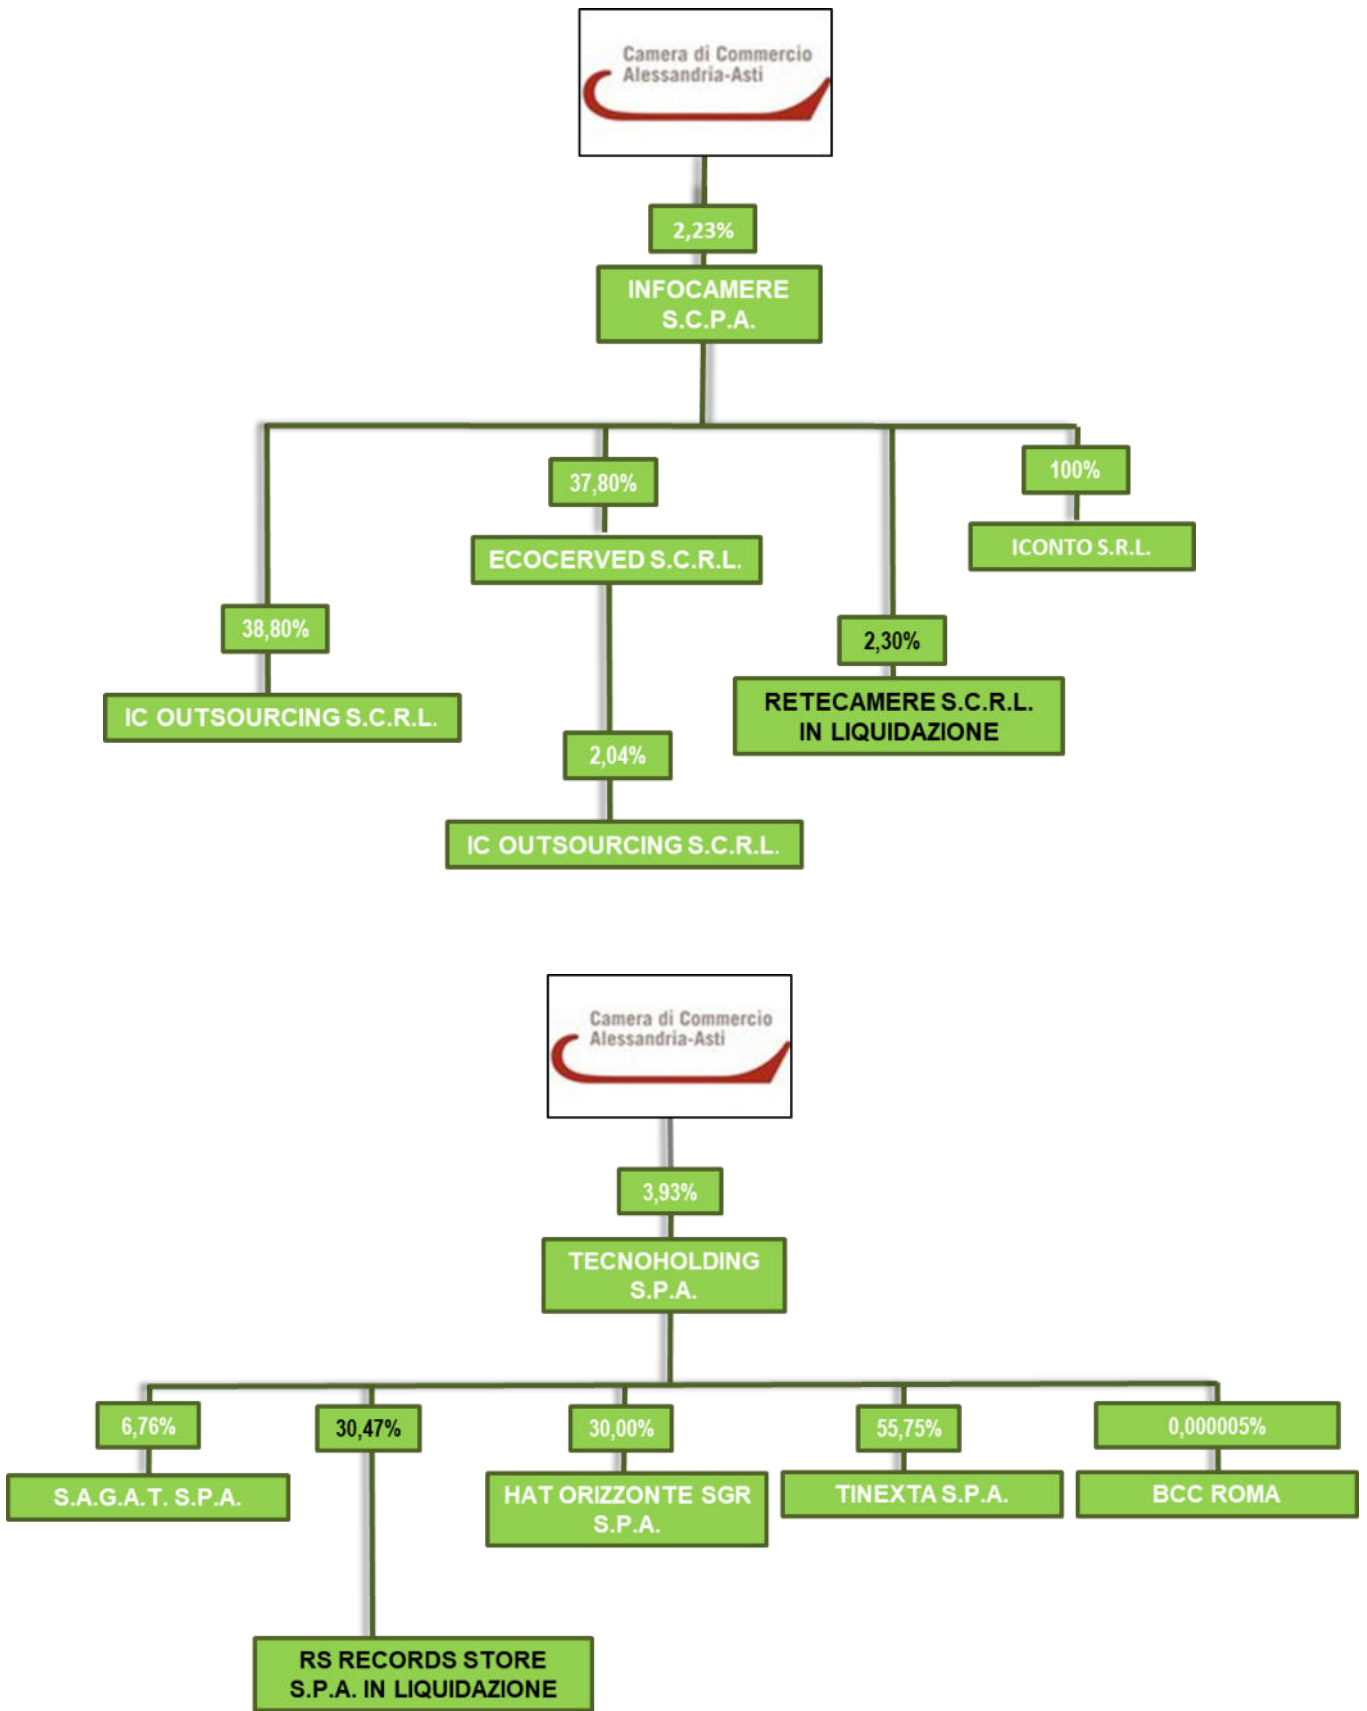 Camera di Commercio
Alessandria-Asti
2,23%
INFOCAMERE
S.C.P.A.
37,80%
100%
ECOCERVED S.C.R.L.
ICONTO S.R.L.
38,80%
2,30%
IC OUTSOURCING S.C.R.L.
RETECAMERE S.C.R.L.
IN LIQUIDAZIONE
2,04%
IC OUTSOURCING S.C.R.L.
Camera di Commercio
Alessandria-Asti
3,93%
TECNOHOLDING
S.P.A.
6,76%
30,47%
30,00%
55,75%
0,000005%
S.A.G.A.T. S.P.A.
HAT ORIZZONTE SGR
S.P.A.
TINEXTA S.P.A.
BCC ROMA
RS RECORDS STORE
S.P.A. IN LIQUIDAZIONE